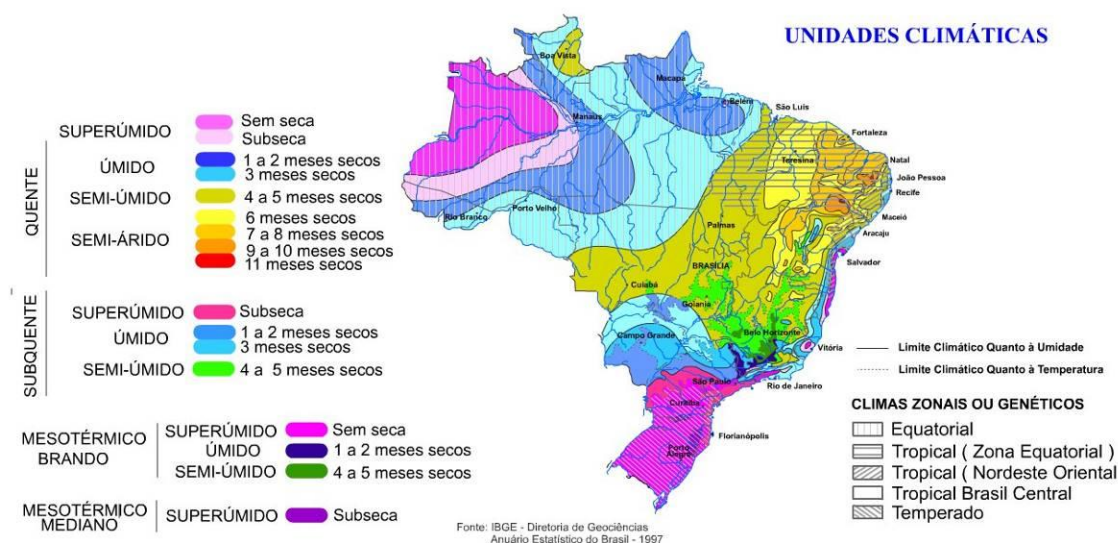 UNIDADES CLIMÁTICAS
QUENTE
SUPERÚMIDO
Sem seca
Subseca
ÚMIDO
1 a 2 meses secos
3 meses secos
SEMI-ÚMIDO
4 a 5 meses secos
SEMI-ÁRIDO
6 meses secos
7 a 8 meses secos
9 a 10 meses secos
11 meses secos
SUBQUENTE
SUPERÚMIDO
Subseca
ÚMIDO
1 a 2 meses secos
3 meses secos
SEMI-ÚMIDO
4 a 5 meses secos
MESOTÉRMICO
BRANDO
SUPERÚMIDO
Sem seca
ÚMIDO
1 a 2 meses secos
SEMI-ÚMIDO
4 a 5 meses secos
MESOTÉRMICO
MEDIANO
SUPERÚMIDO
Subseca
Boa Vista
Macapa
Belém
Manaus
São Luís
Fortaleza
Teresina
Natal
João Pessoa
Recife
Porto Velho
Rio Branco
Maceió
Palmas
Aracaju
Salvador
BRASÍLIA
Cuiabá
Goiania
Belo Horizonte
Campo Grande
Vitória
São Paulo
Rio de Janeiro
Curitiba
Florianópolis
Porto
Alegre
Limite Climático Quanto à Umidade
Limite Climático Quanto à Temperatura
CLIMAS ZONAIS OU GENÉTICOS
Equatorial
Tropical ( Zona Equatorial )
Tropical ( Nordeste Oriental
Tropical Brasil Central
Temperado
Fonte: IBGE - Diretoria de Geociências
Anuário Estatístico do Brasil - 1997